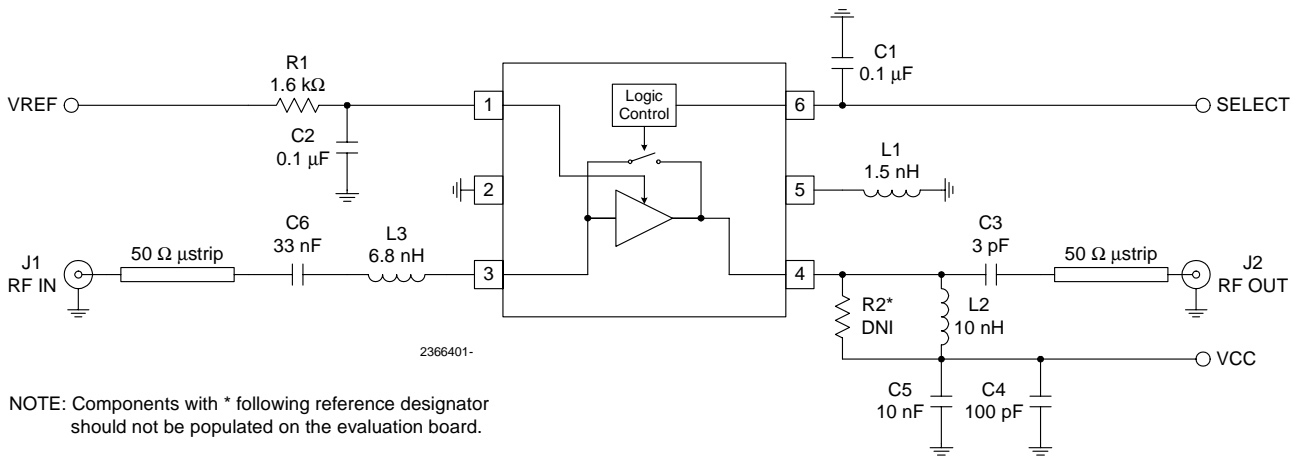 C1
0.1 µF
R1
1.6 kΩ
VREF
1
Logic
Control
6
SELECT
C2
0.1 µF
L1
1.5 nH
2
5
C6
33 nF
L3
6.8 nH
C3
3 pF
J1
RF IN
50 Ω µstrip
3
4
50 Ω µstrip
J2
RF OUT
R2*
DNI
L2
10 nH
2366401-
VCC
C5
10 nF
C4
100 pF
NOTE: Components with * following reference designator
should not be populated on the evaluation board.